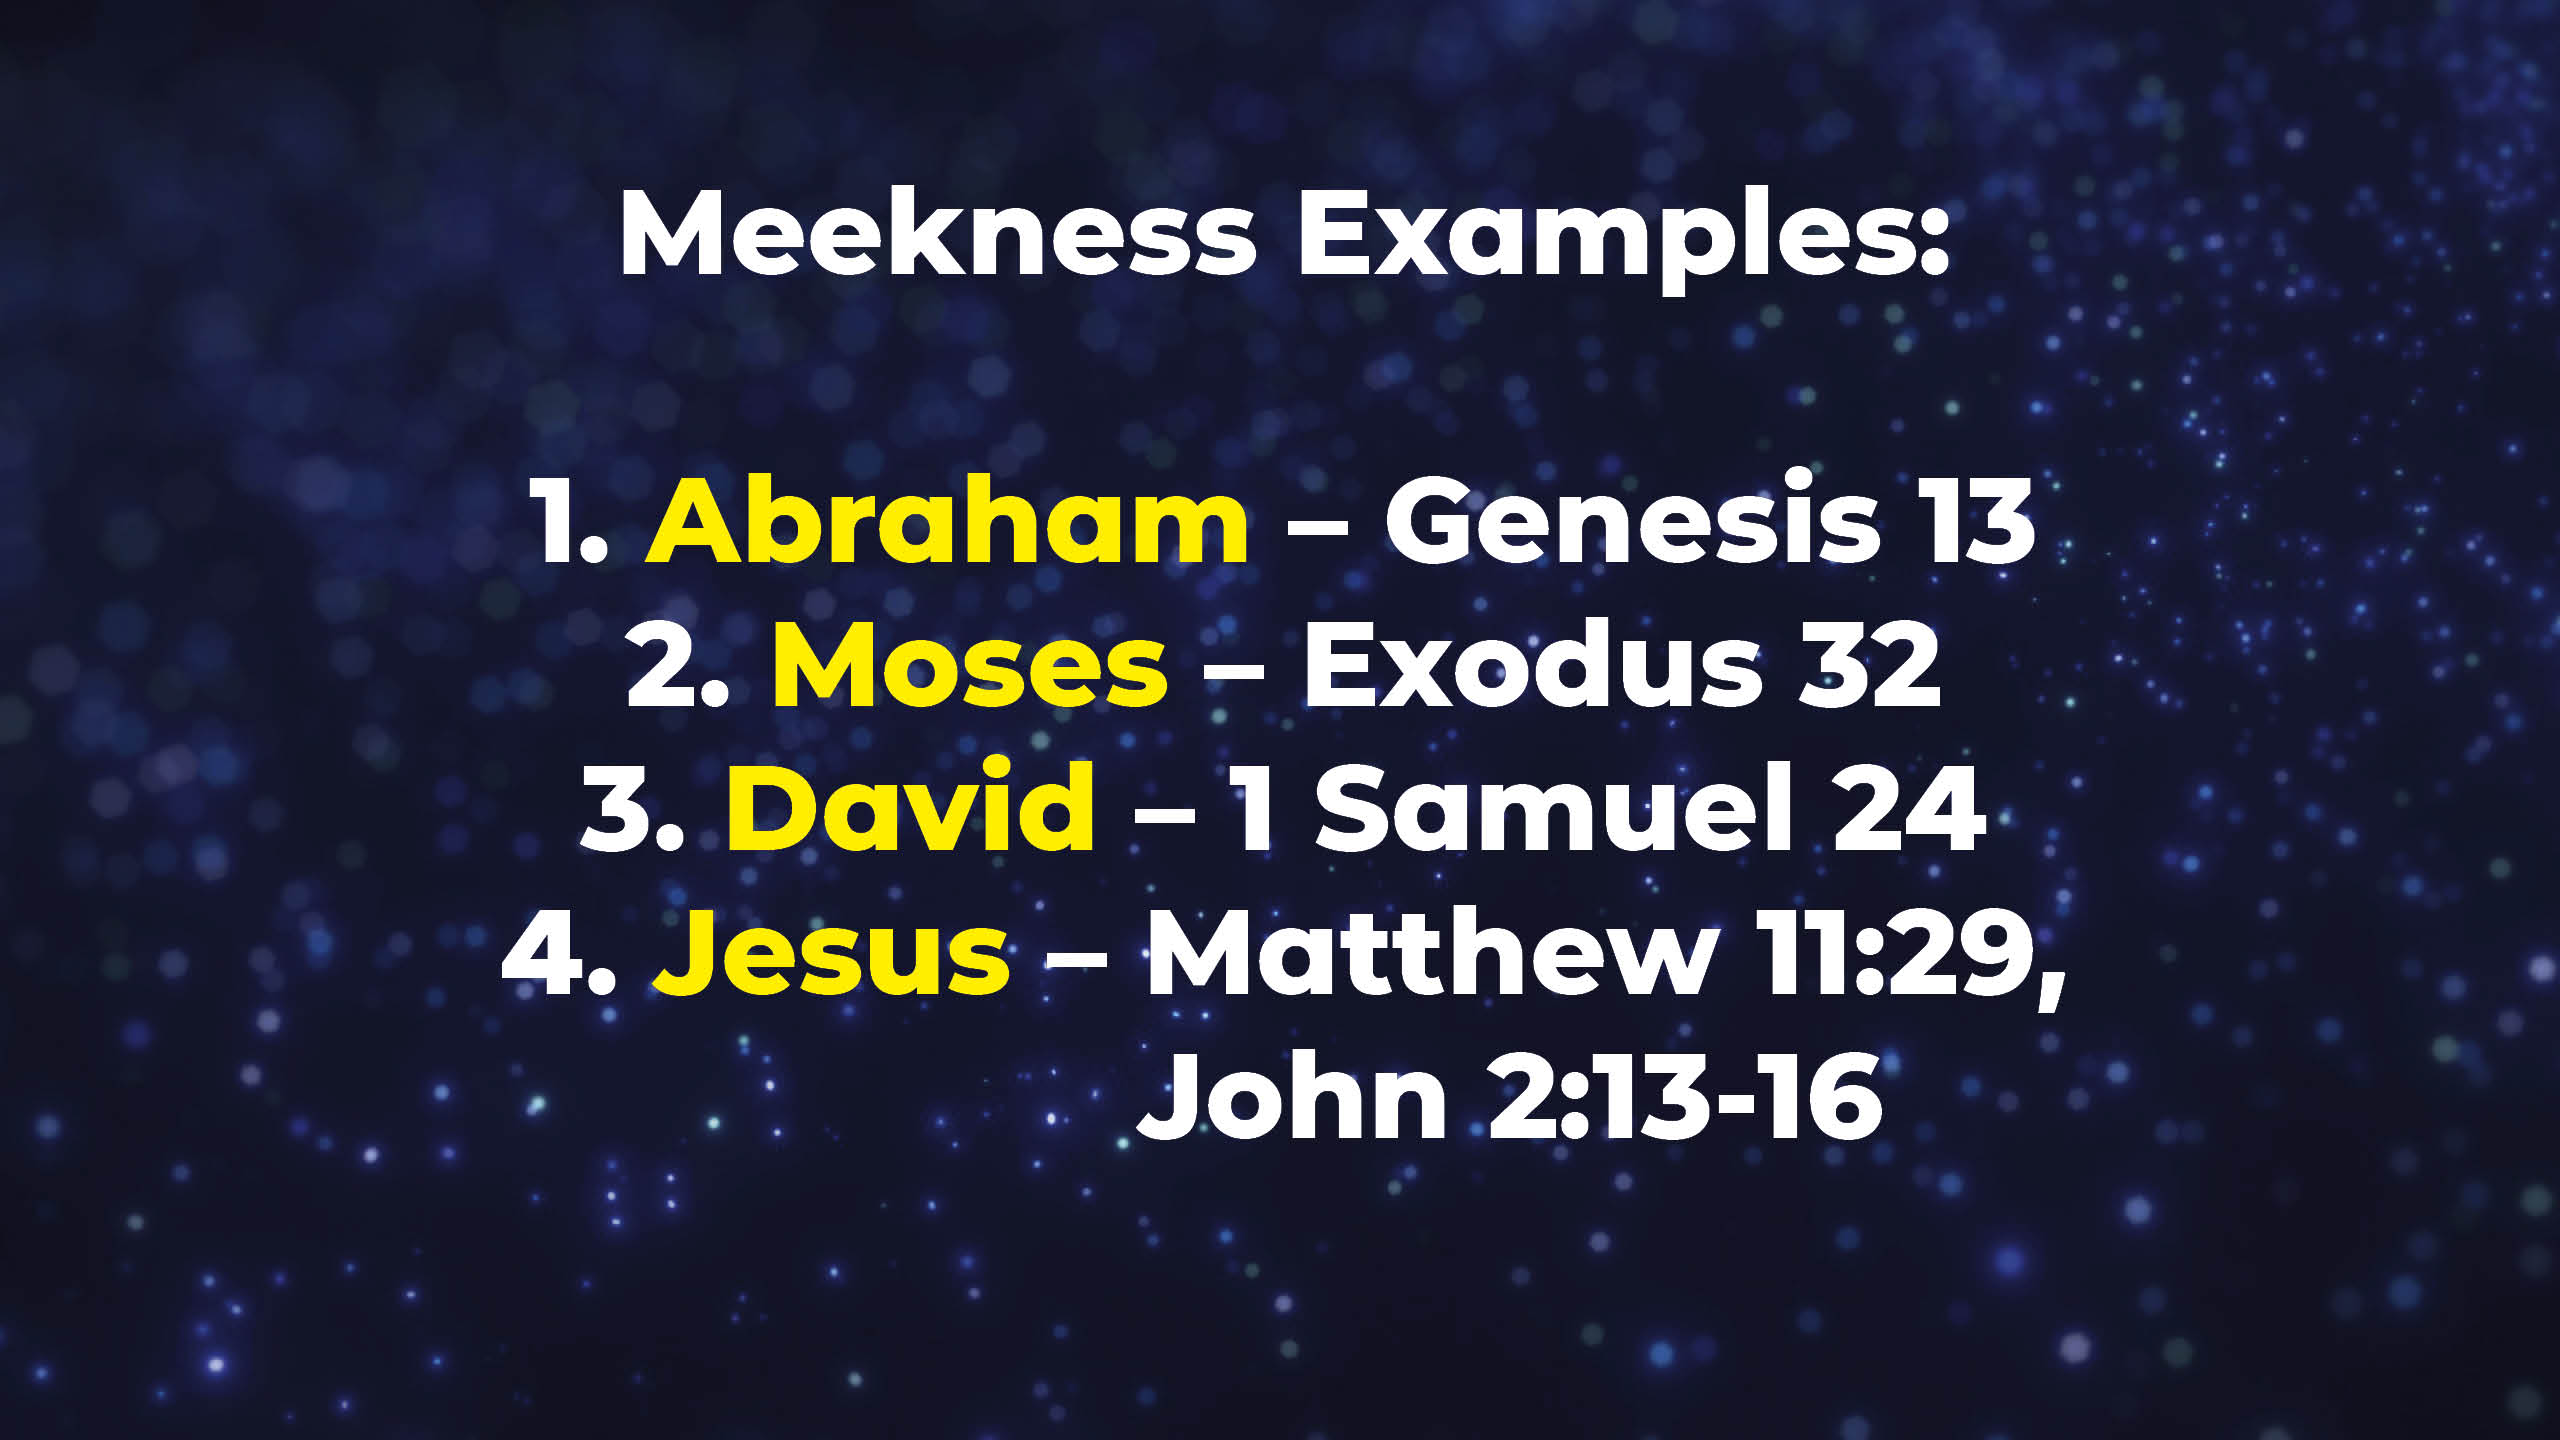 Meekness Examples:
1. Abraham – Genesis 13
2. Moses – Exodus 32
3. David – 1 Samuel 24
4. Jesus – Matthew 11:29,
John 2:13-16